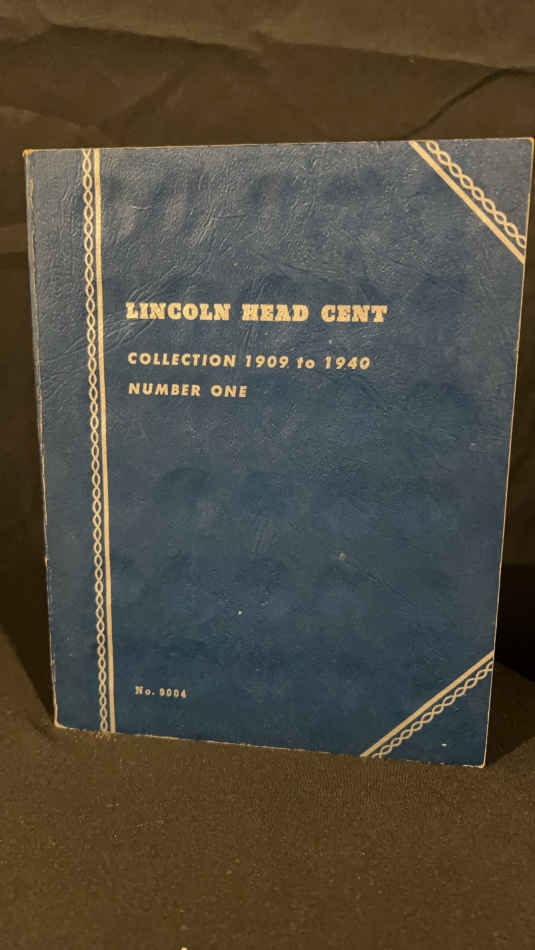 LINCOLN HEAD CENT
COLLECTION 1909 to 1940
NUMBER ONE
No. 9004